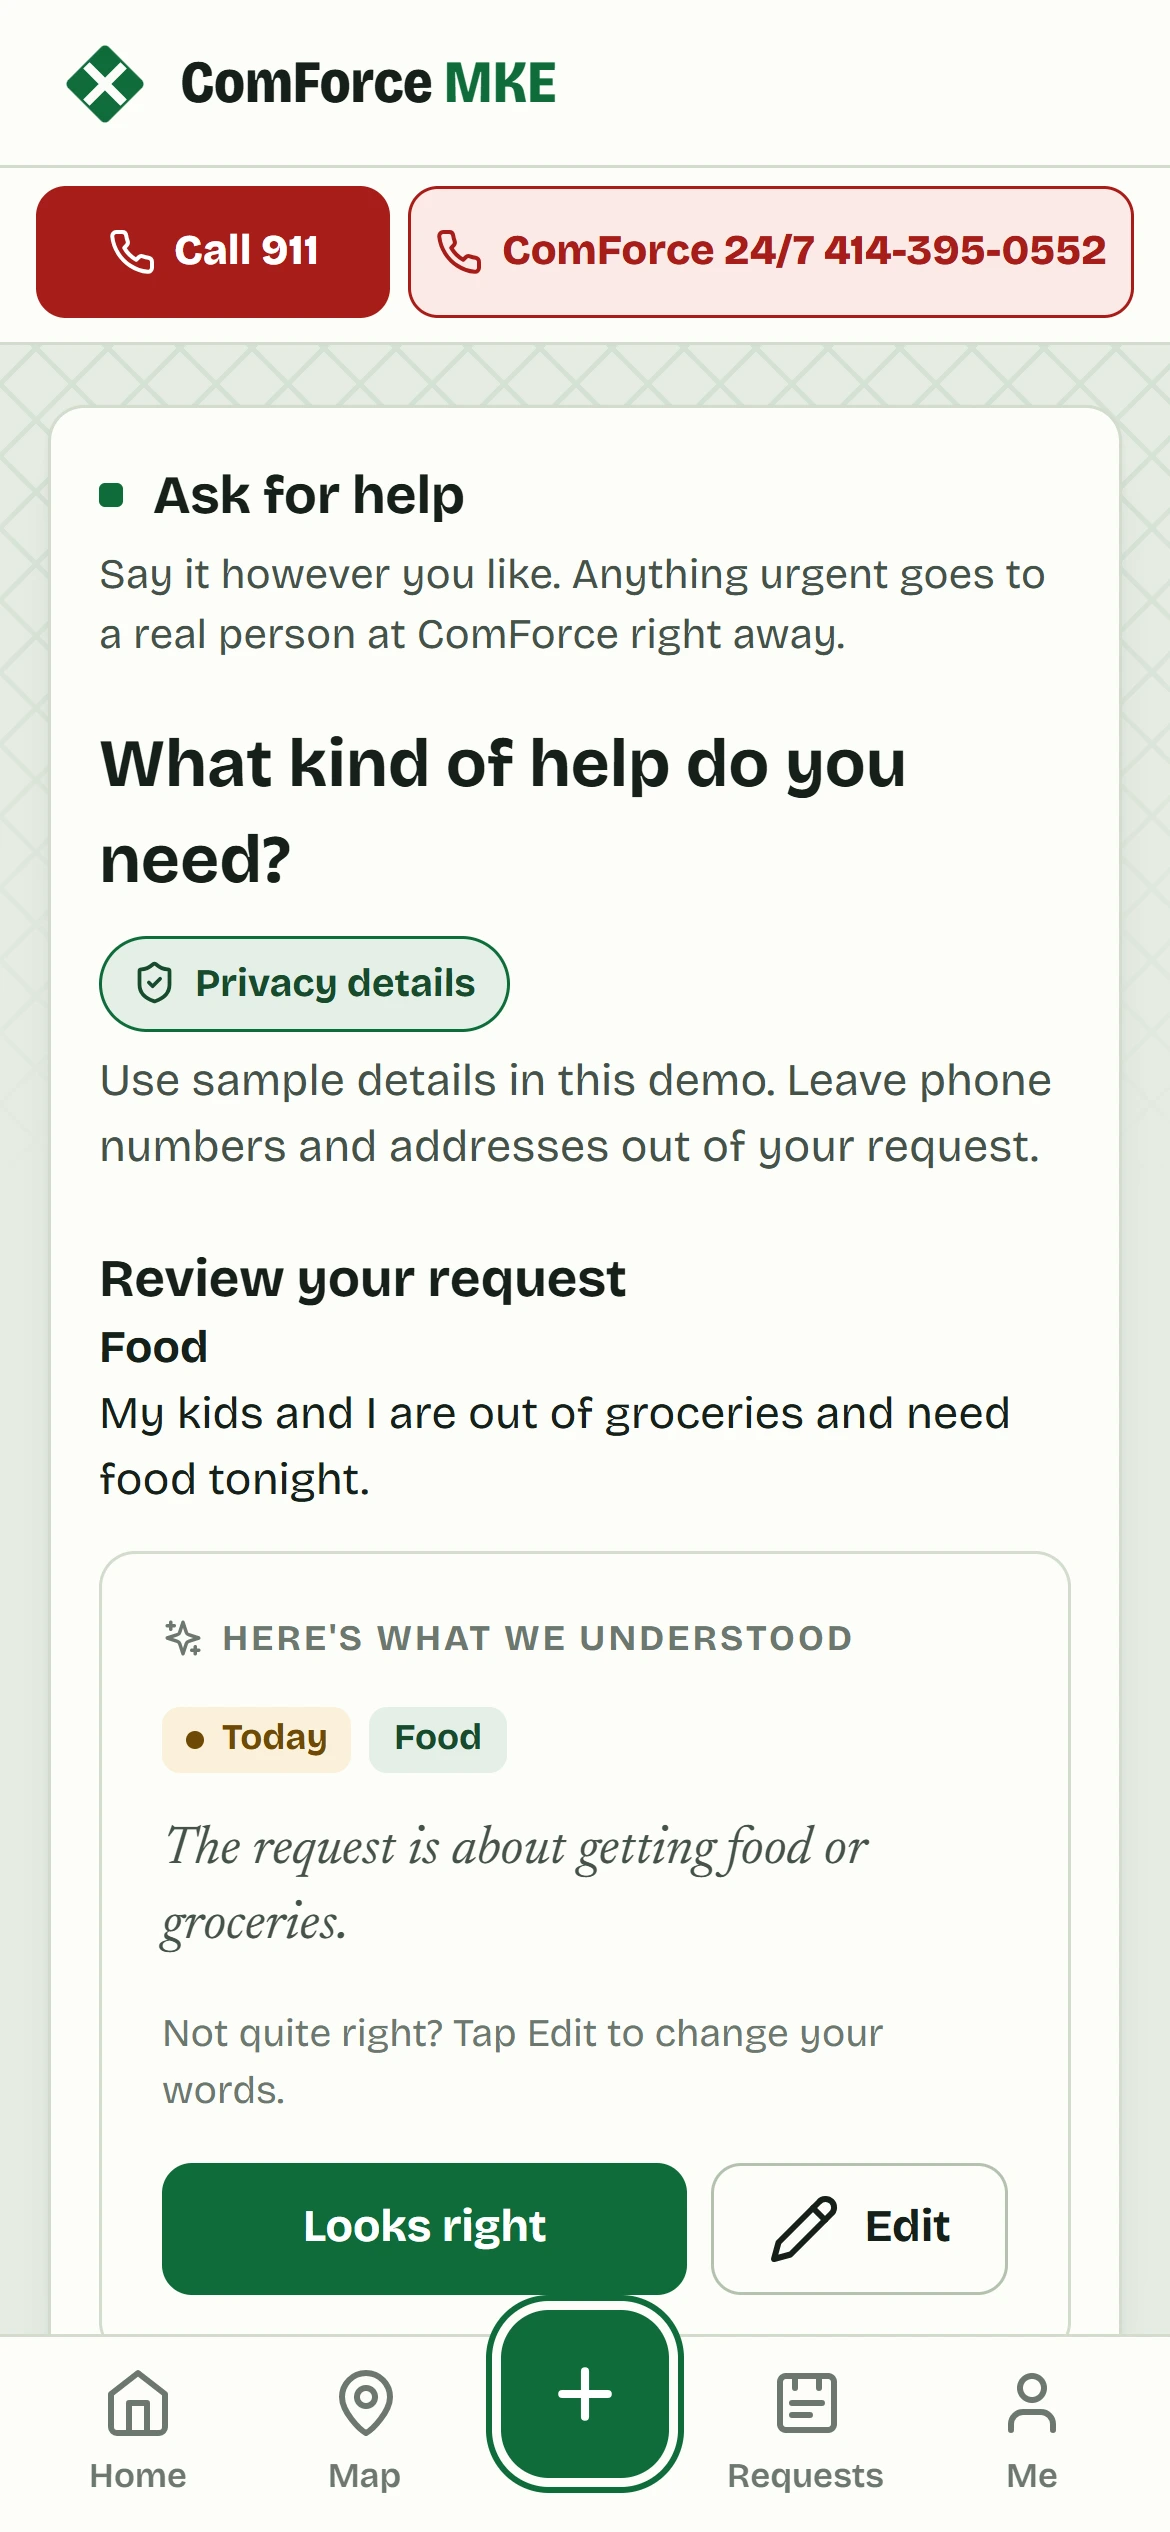 ComForce MKE
Call 911
ComForce 24/7 414-395-0552
Ask for help
Say it however you like. Anything urgent goes to
a real person at ComForce right away.
What kind of help do you
need?
Privacy details
Use sample details in this demo. Leave phone
numbers and addresses out of your request.
Review your request
Food
My kids and I are out of groceries and need
food tonight.
HERE'S WHAT WE UNDERSTOOD
Today
Food
The request is about getting food or
groceries.
Not quite right? Tap Edit to change your
words.
Looks right
Edit
Home
Map
Requests
Me